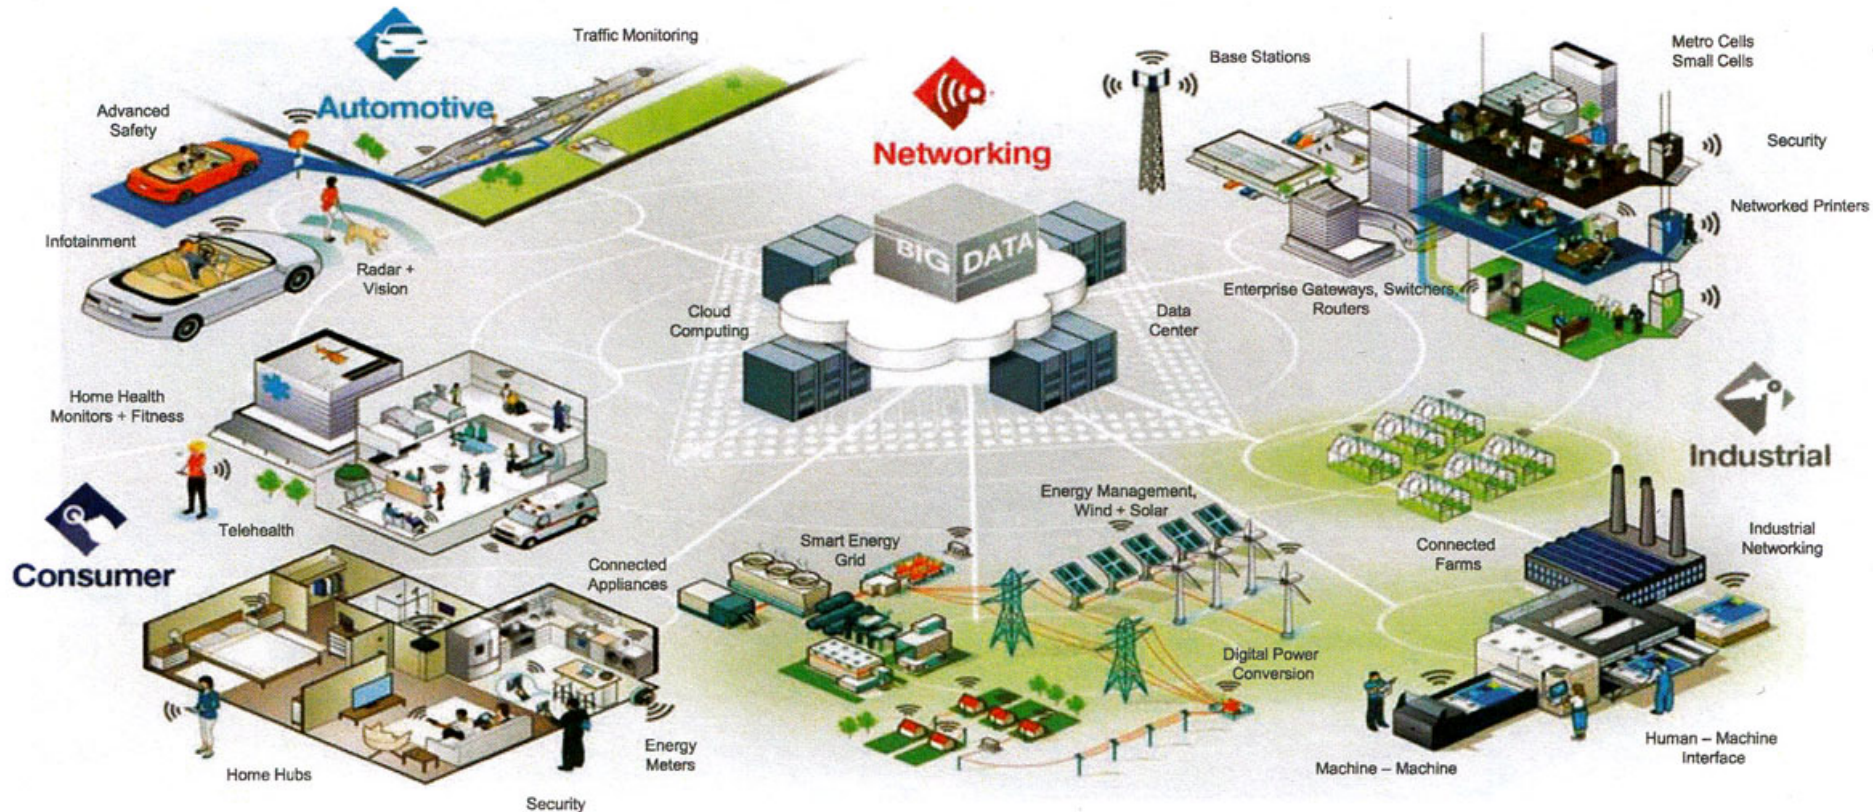 Traffic Monitoring
Automotive
Advanced
Safety
Infotainment
Radar +
Vision
Networking
Base Stations
Metro Cells
Small Cells
Security
Networked Printers
Enterprise Gateways, Switchers,
Routers
BIG DATA
Cloud
Computing
Data
Center
Home Health
Monitors + Fitness
Telehealth
Consumer
Connected
Appliances
Home Hubs
Security
Energy
Meters
Smart Energy
Grid
Energy Management,
Wind + Solar
Digital Power
Conversion
Industrial
Connected
Farms
Industrial
Networking
Machine – Machine
Human – Machine
Interface